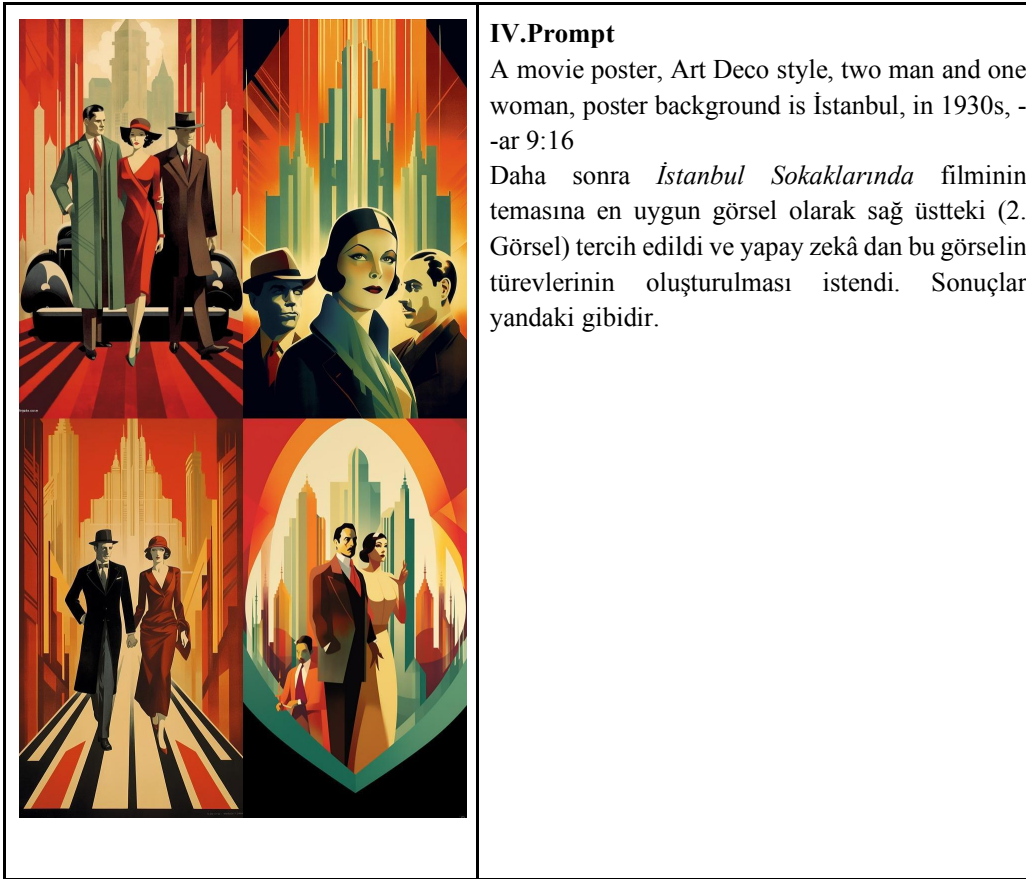 IV.Prompt
A movie poster, Art Deco style, two man and one
woman, poster background is İstanbul, in 1930s, -
-ar 9:16
Daha sonra İstanbul Sokaklarında filminin
temasına en uygun görsel olarak sağ üstteki (2.
Görsel) tercih edildi ve yapay zekâ dan bu görselin
türevlerinin oluşturulması istendi. Sonuçlar
yandaki gibidir.